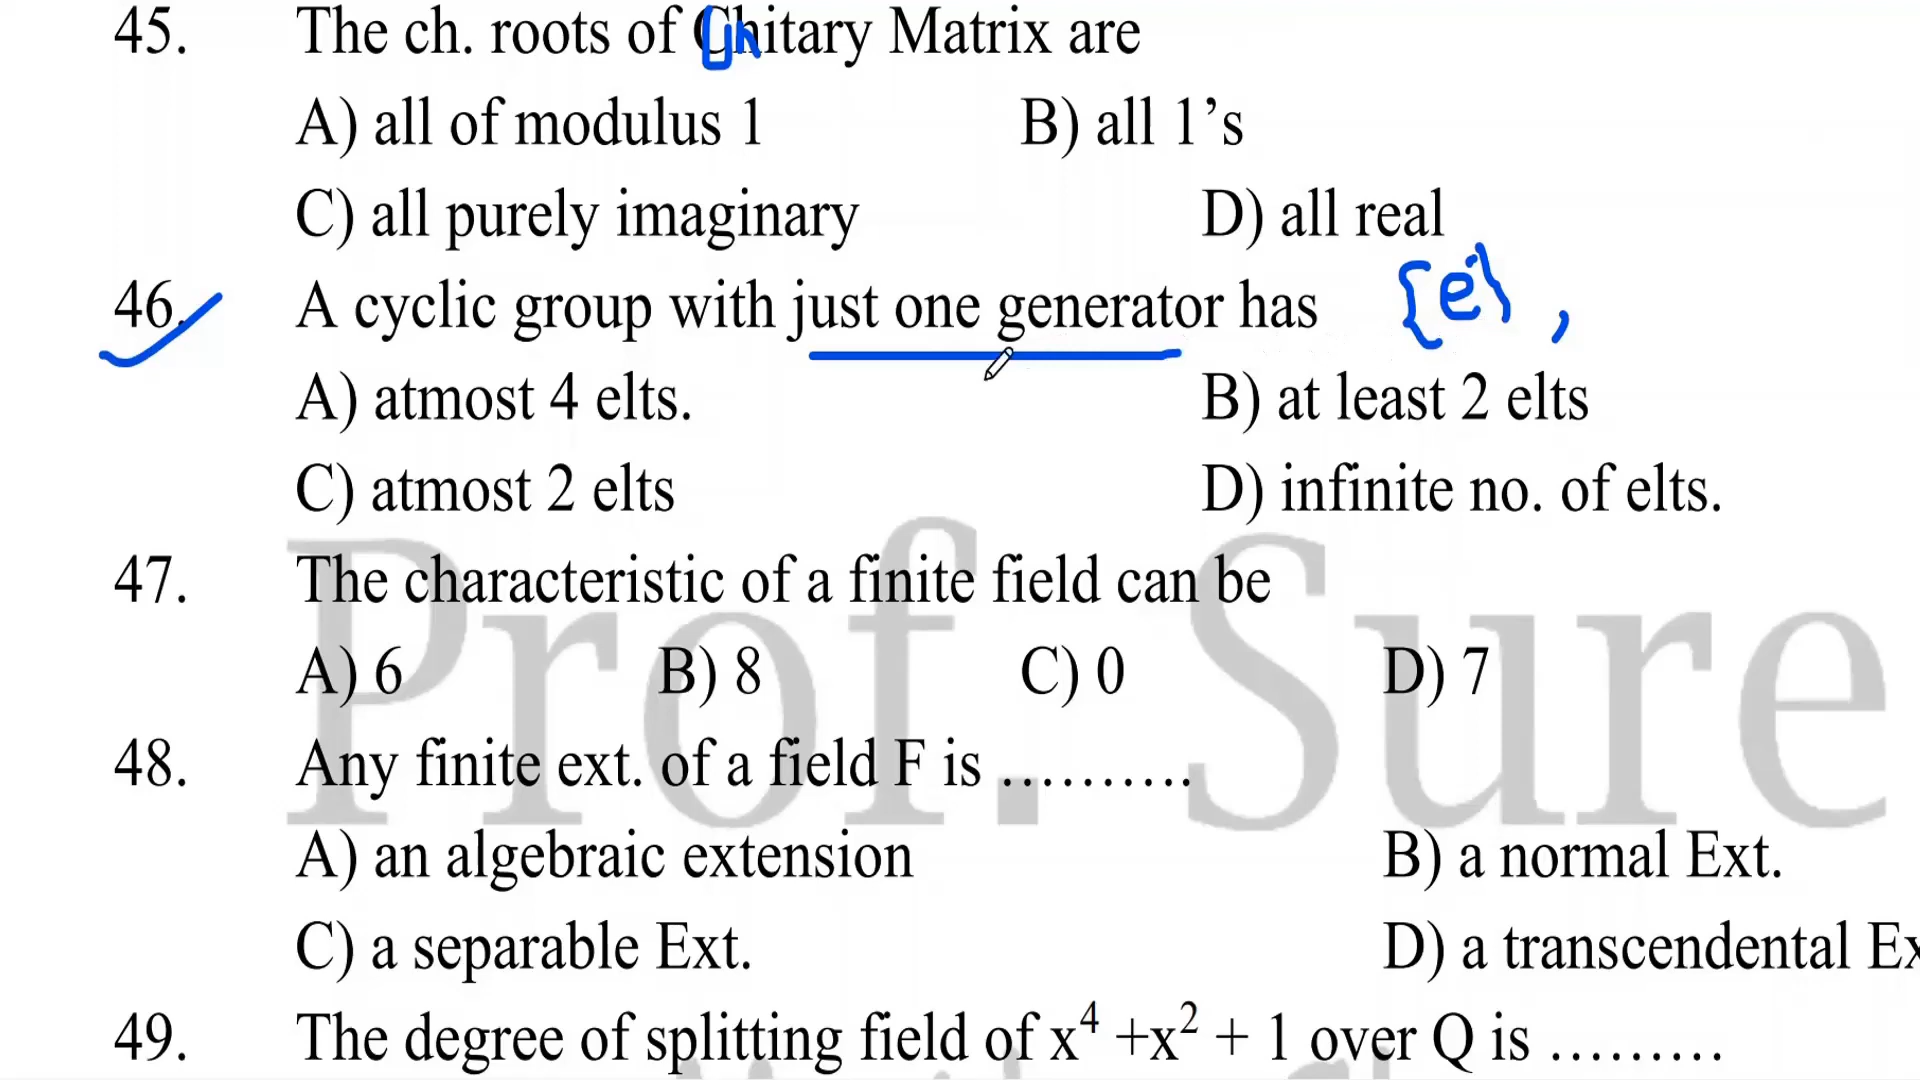 45. The ch. roots of Unitary Matrix are
A) all of modulus 1 B) all 1’s
C) all purely imaginary D) all real
46. A cyclic group with just one generator has {e},
A) atmost 4 elts. B) at least 2 elts
C) atmost 2 elts D) infinite no. of elts.
47. The characteristic of a finite field can be
A) 6 B) 8 C) 0 D) 7
48. Any finite ext. of a field F is ……….
A) an algebraic extension B) a normal Ext.
C) a separable Ext. D) a transcendental Ex
49. The degree of splitting field of x⁴ +x² + 1 over Q is ………
Prof. Sure